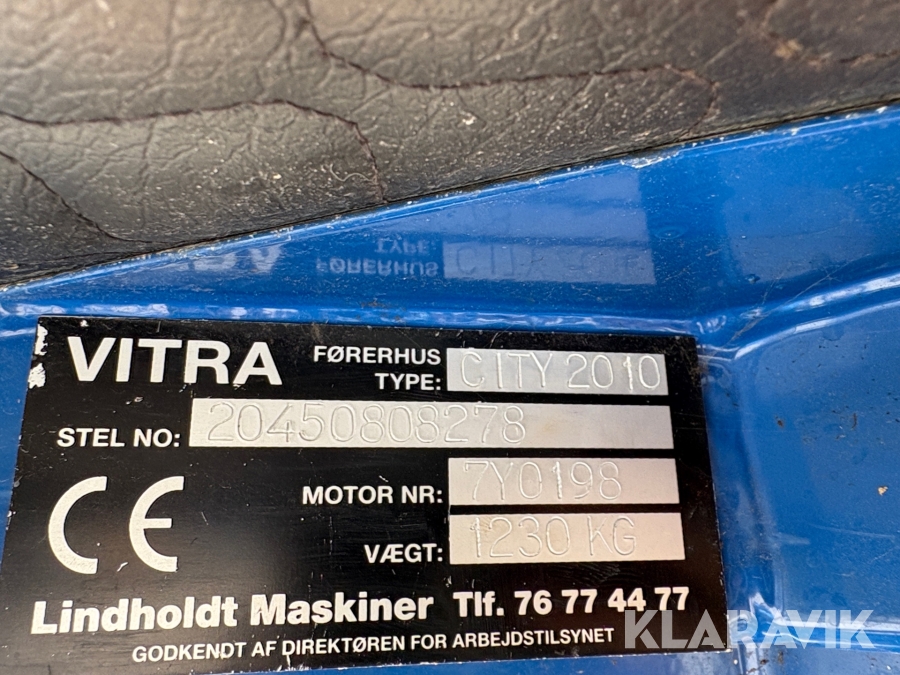 VITRA
FØRERHUS TYPE: CITY 2010
STEL NO: 20450808278
CE
MOTOR NR: 7Y0198
VÆGT: 1230 KG
Lindholdt Maskiner Tlf. 76 77 44 77
GODKENDT AF DIREKTØREN FOR ARBEJDSTILSYNET
KLARAVIK